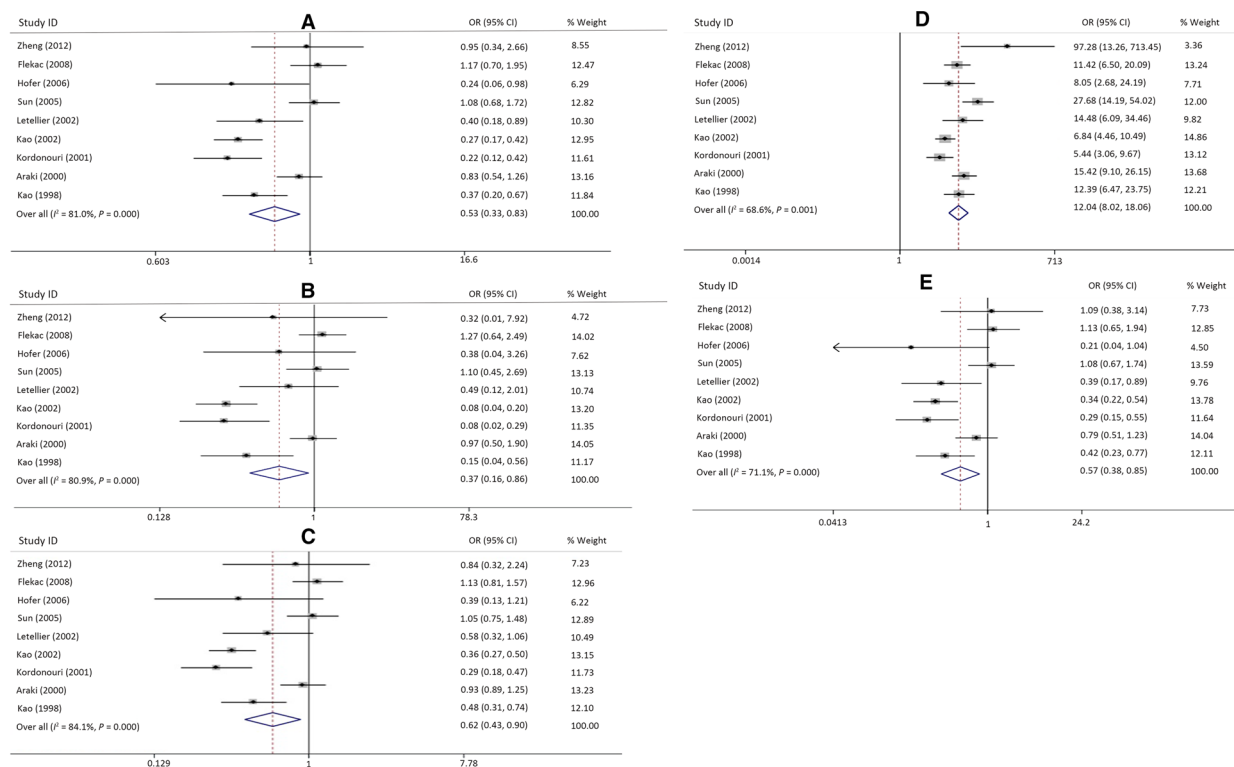 A
Study ID OR (95% CI) % Weight
Zheng (2012) 0.95 (0.34, 2.66) 8.55
Flekac (2008) 1.17 (0.70, 1.95) 12.47
Hofer (2006) 0.24 (0.06, 0.98) 6.29
Sun (2005) 1.08 (0.68, 1.72) 12.82
Letellier (2002) 0.40 (0.18, 0.89) 10.30
Kao (2002) 0.27 (0.17, 0.42) 12.95
Kordonouri (2001) 0.22 (0.12, 0.42) 11.61
Araki (2000) 0.83 (0.54, 1.26) 13.16
Kao (1998) 0.37 (0.20, 0.67) 11.84
Over all (I² = 81.0%, P = 0.000) 0.53 (0.33, 0.83) 100.00
0.603 1 16.6
B
Study ID OR (95% CI) % Weight
Zheng (2012) 0.32 (0.01, 7.92) 4.72
Flekac (2008) 1.27 (0.64, 2.49) 14.02
Hofer (2006) 0.38 (0.04, 3.26) 7.62
Sun (2005) 1.10 (0.45, 2.69) 13.13
Letellier (2002) 0.49 (0.12, 2.01) 10.74
Kao (2002) 0.08 (0.04, 0.20) 13.20
Kordonouri (2001) 0.08 (0.02, 0.29) 11.35
Araki (2000) 0.97 (0.50, 1.90) 14.05
Kao (1998) 0.15 (0.04, 0.56) 11.17
Over all (I² = 80.9%, P = 0.000) 0.37 (0.16, 0.86) 100.00
0.128 1 78.3
C
Study ID OR (95% CI) % Weight
Zheng (2012) 0.84 (0.32, 2.24) 7.23
Flekac (2008) 1.13 (0.81, 1.57) 12.96
Hofer (2006) 0.39 (0.13, 1.21) 6.22
Sun (2005) 1.05 (0.75, 1.48) 12.89
Letellier (2002) 0.58 (0.32, 1.06) 10.49
Kao (2002) 0.36 (0.27, 0.50) 13.15
Kordonouri (2001) 0.29 (0.18, 0.47) 11.73
Araki (2000) 0.93 (0.89, 1.25) 13.23
Kao (1998) 0.48 (0.31, 0.74) 12.10
Over all (I² = 84.1%, P = 0.000) 0.62 (0.43, 0.90) 100.00
0.129 1 7.78
D
Study ID OR (95% CI) % Weight
Zheng (2012) 97.28 (13.26, 713.45) 3.36
Flekac (2008) 11.42 (6.50, 20.09) 13.24
Hofer (2006) 8.05 (2.68, 24.19) 7.71
Sun (2005) 27.68 (14.19, 54.02) 12.00
Letellier (2002) 14.48 (6.09, 34.46) 9.82
Kao (2002) 6.84 (4.46, 10.49) 14.86
Kordonouri (2001) 5.44 (3.06, 9.67) 13.12
Araki (2000) 15.42 (9.10, 26.15) 13.68
Kao (1998) 12.39 (6.47, 23.75) 12.21
Over all (I² = 68.6%, P = 0.001) 12.04 (8.02, 18.06) 100.00
0.0014 1 713
E
Study ID OR (95% CI) % Weight
Zheng (2012) 1.09 (0.38, 3.14) 7.73
Flekac (2008) 1.13 (0.65, 1.94) 12.85
Hofer (2006) 0.21 (0.04, 1.04) 4.50
Sun (2005) 1.08 (0.67, 1.74) 13.59
Letellier (2002) 0.39 (0.17, 0.89) 9.76
Kao (2002) 0.34 (0.22, 0.54) 13.78
Kordonouri (2001) 0.29 (0.15, 0.55) 11.64
Araki (2000) 0.79 (0.51, 1.23) 14.04
Kao (1998) 0.42 (0.23, 0.77) 12.11
Over all (I² = 71.1%, P = 0.000) 0.57 (0.38, 0.85) 100.00
0.0413 1 24.2